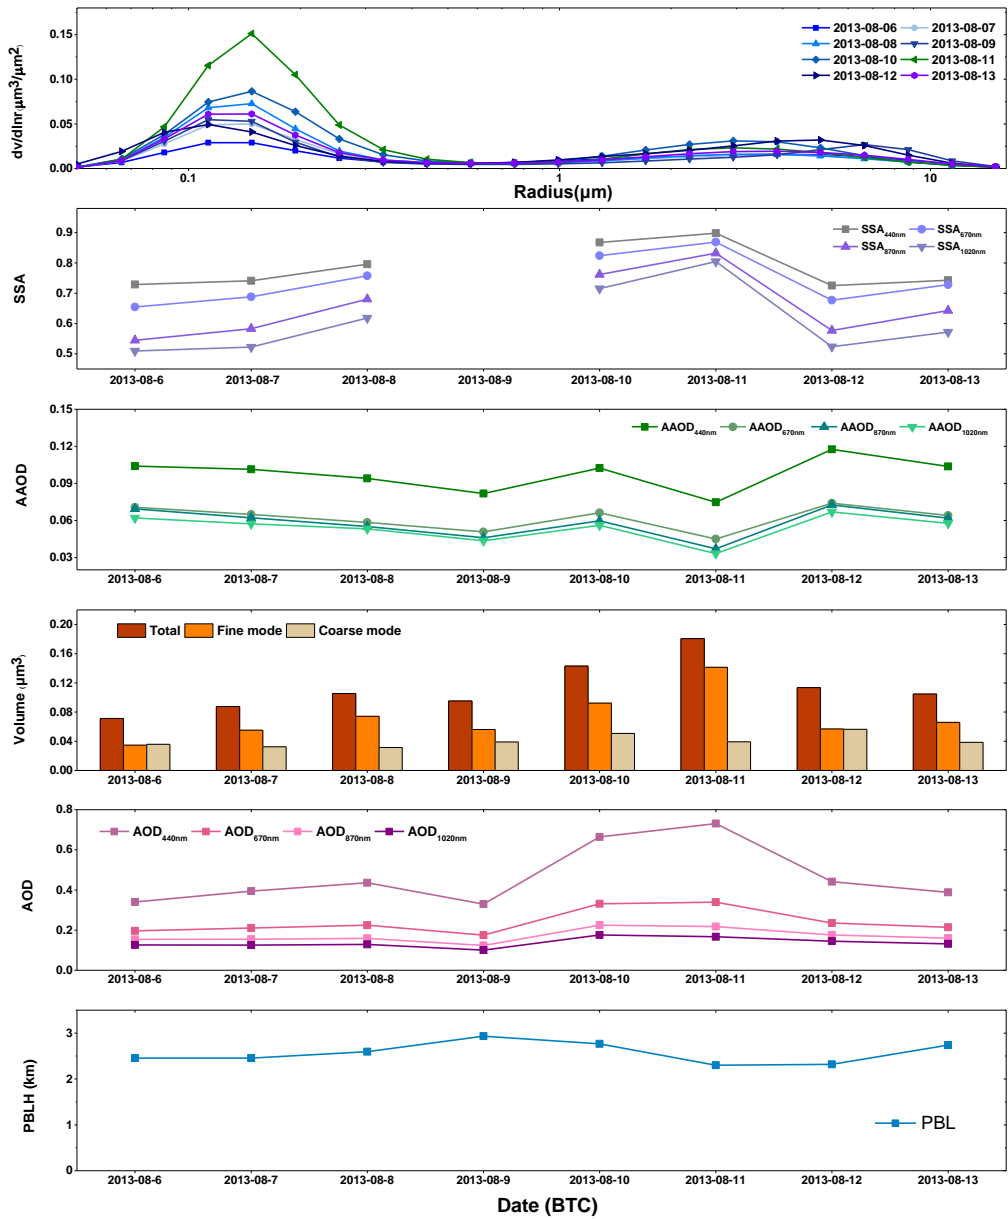 0.15
0.10
0.05
0.00
dv/dlnr(μm3/μm2)
2013-08-06 2013-08-07
2013-08-08 2013-08-09
2013-08-10 2013-08-11
2013-08-12 2013-08-13
0.1 1 10
Radius(μm)
0.9
0.8
0.7
0.6
0.5
SSA
SSA440nm SSA670nm
SSA870nm SSA1020nm
2013-08-6 2013-08-7 2013-08-8 2013-08-9 2013-08-10 2013-08-11 2013-08-12 2013-08-13
0.15
0.12
0.09
0.06
0.03
AAOD
AAOD440nm AAOD670nm AAOD870nm AAOD1020nm
2013-08-6 2013-08-7 2013-08-8 2013-08-9 2013-08-10 2013-08-11 2013-08-12 2013-08-13
0.20
0.16
0.12
0.08
0.04
0.00
Volume (μm3)
Total Fine mode Coarse mode
2013-08-6 2013-08-7 2013-08-8 2013-08-9 2013-08-10 2013-08-11 2013-08-12 2013-08-13
0.8
0.6
0.4
0.2
0.0
AOD
AOD440nm AOD670nm AOD870nm AOD1020nm
2013-08-6 2013-08-7 2013-08-8 2013-08-9 2013-08-10 2013-08-11 2013-08-12 2013-08-13
3
2
1
0
PBLH (km)
PBL
2013-08-6 2013-08-7 2013-08-8 2013-08-9 2013-08-10 2013-08-11 2013-08-12 2013-08-13
Date (BTC)